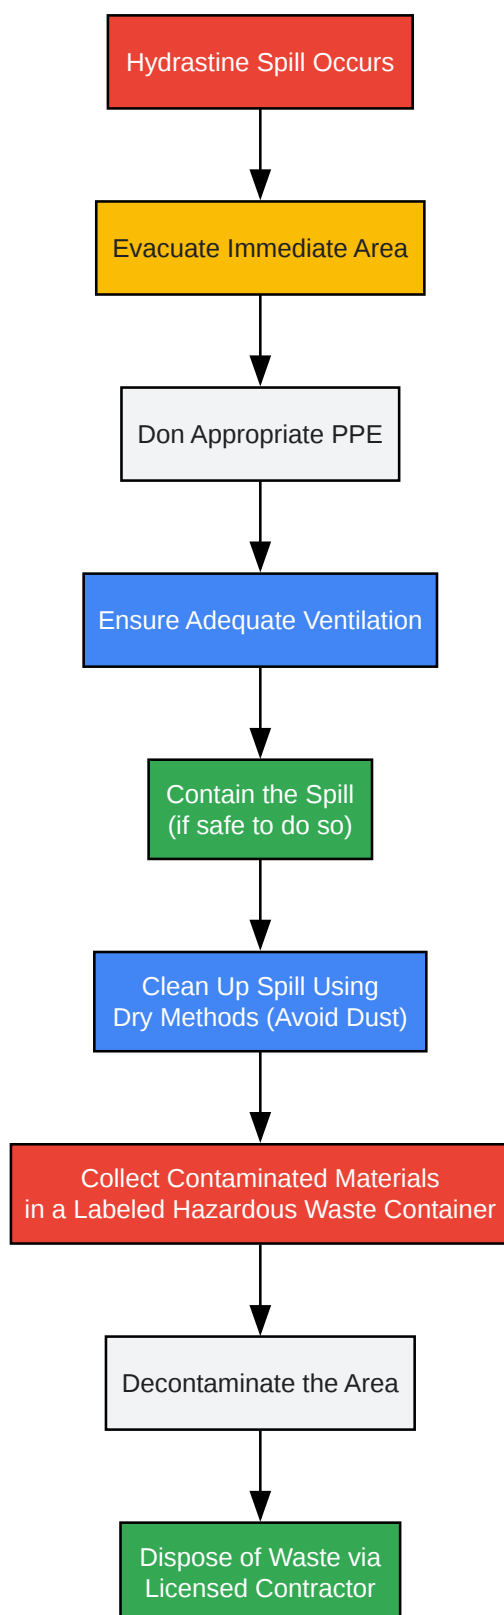 Hydrastine Spill Occurs
Evacuate Immediate Area
Don Appropriate PPE
Ensure Adequate Ventilation
Contain the Spill
(if safe to do so)
Clean Up Spill Using
Dry Methods (Avoid Dust)
Collect Contaminated Materials
in a Labeled Hazardous Waste Container
Decontaminate the Area
Dispose of Waste via
Licensed Contractor